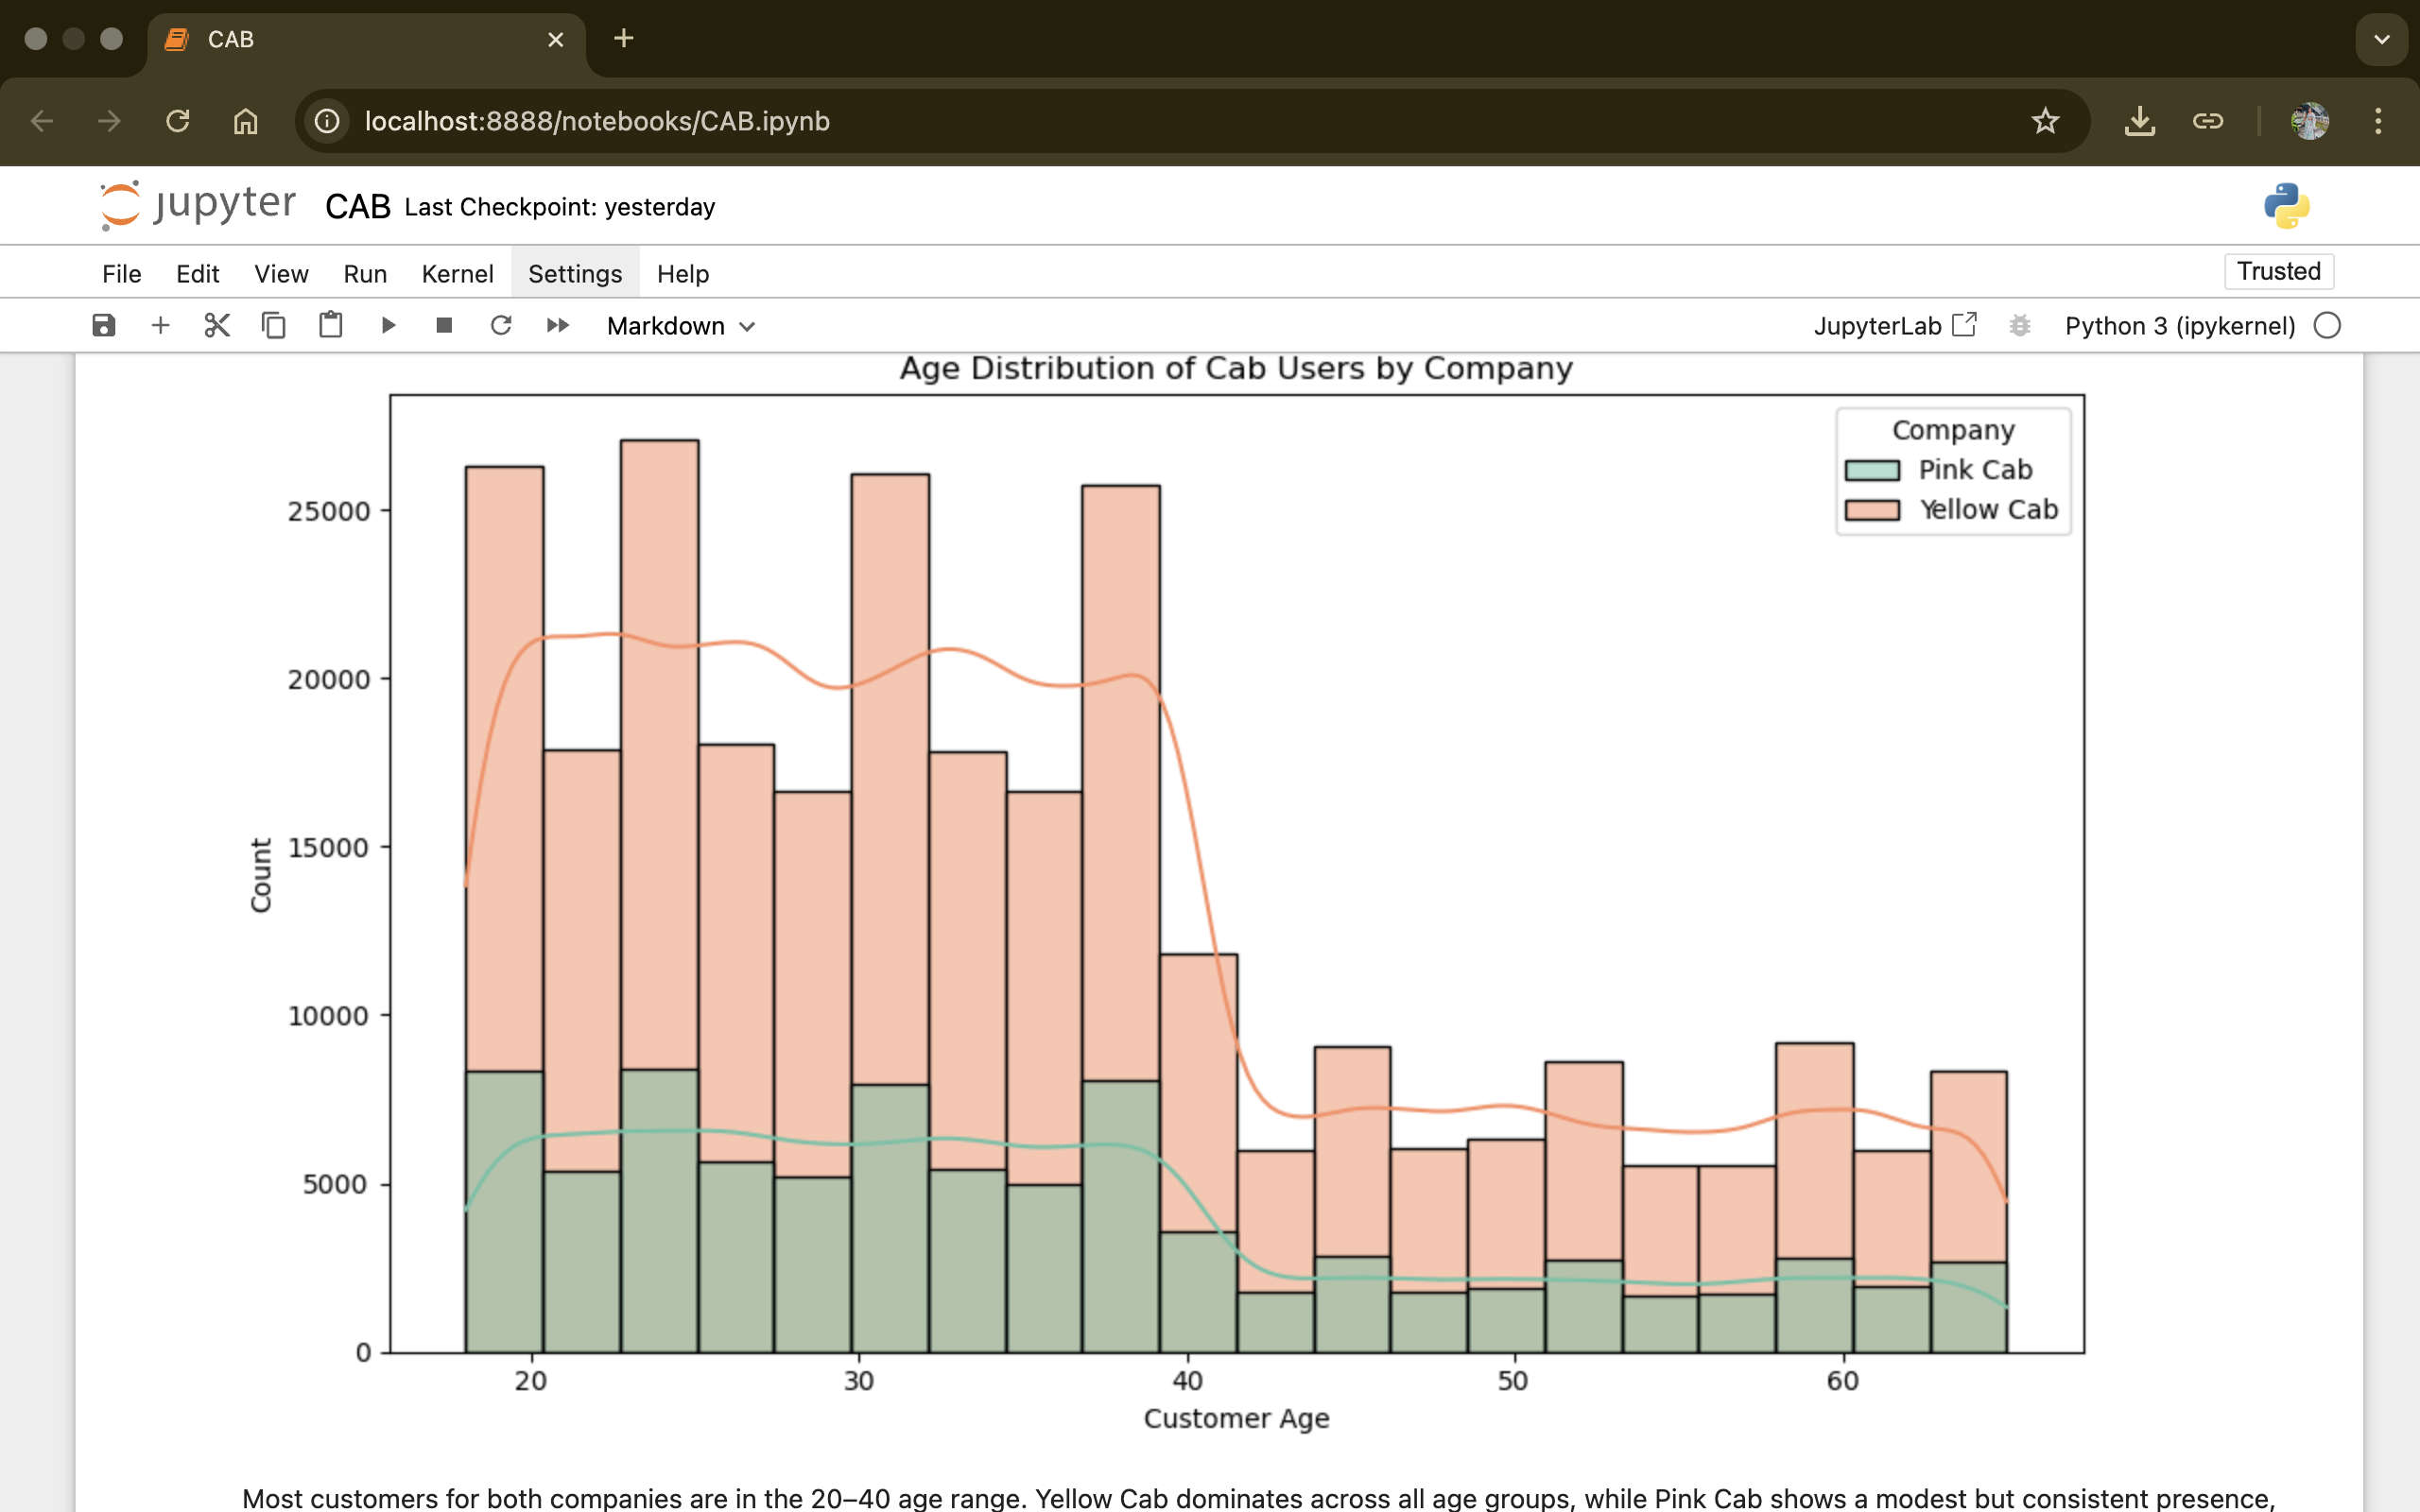 CAB
localhost:8888/notebooks/CAB.ipynb
jupyter CAB Last Checkpoint: yesterday
File Edit View Run Kernel Settings Help Trusted
Markdown JupyterLab Python 3 (ipykernel)
Age Distribution of Cab Users by Company
Company
Pink Cab
Yellow Cab
25000
20000
15000
10000
5000
0
Count
20 30 40 50 60
Customer Age
Most customers for both companies are in the 20–40 age range. Yellow Cab dominates across all age groups, while Pink Cab shows a modest but consistent presence,